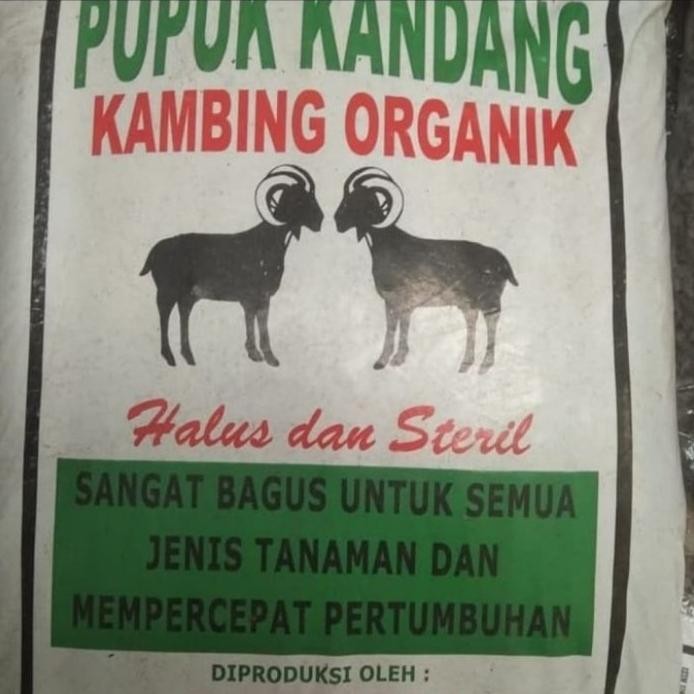 PUPUK KANDANG
KAMBING ORGANIK
Halus dan Steril
SANGAT BAGUS UNTUK SEMUA
JENIS TANAMAN DAN
MEMPERCEPAT PERTUMBUHAN
DIPRODUKSI OLEH :